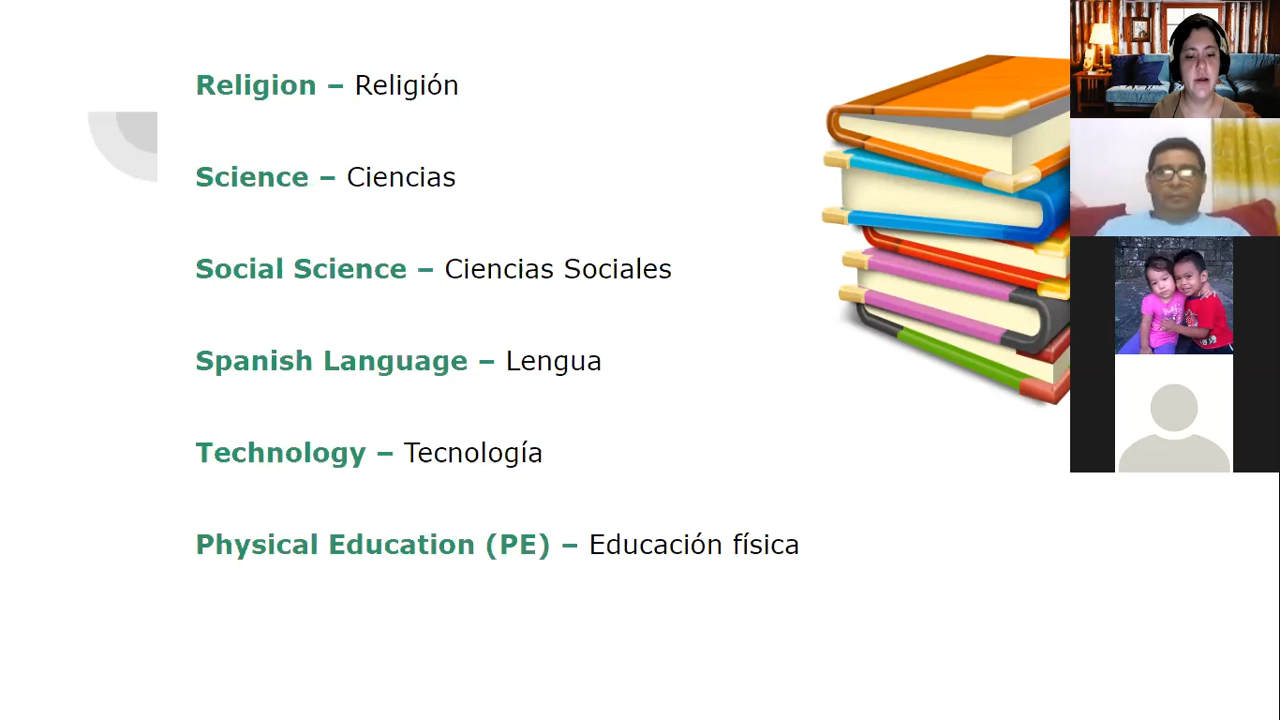 Religion – Religión
Science – Ciencias
Social Science – Ciencias Sociales
Spanish Language – Lengua
Technology – Tecnología
Physical Education (PE) – Educación física